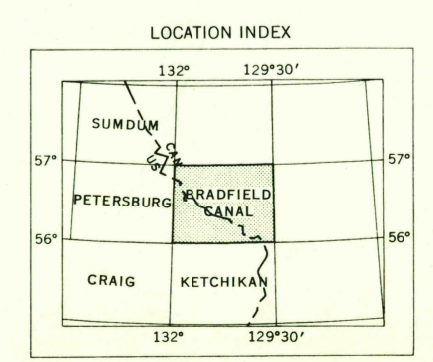 LOCATION INDEX
132° 129°30′
SUMDUM
CAN
US
57° 57°
PETERSBURG BRADFIELD
CANAL
56° 56°
CRAIG KETCHIKAN
132° 129°30′